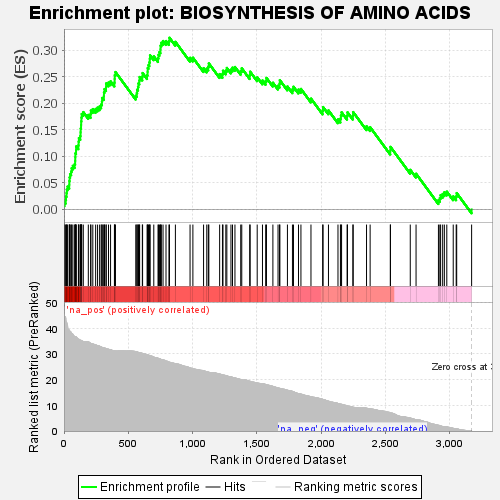 Enrichment plot: BIOSYNTHESIS OF AMINO ACIDS
Enrichment score (ES)
0.30
0.25
0.20
0.15
0.10
0.05
0.00
'na_pos' (positively correlated)
Ranked list metric (PreRanked)
50
40
30
20
10
0
Zero cross at 3
'na_neg' (negatively correlated)
0
500
1,000
1,500
2,000
2,500
3,000
Rank in Ordered Dataset
Enrichment profile
Hits
Ranking metric scores